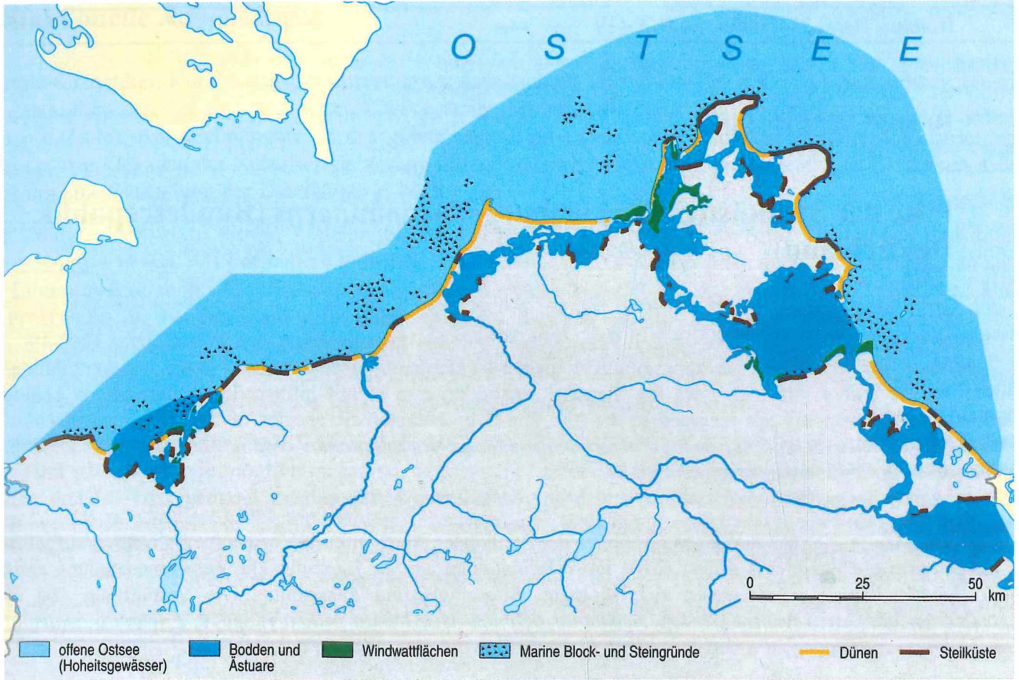 O S T S E E
0 25 50
km
offene Ostsee
(Hoheitsgewässer)
Bodden und
Ästuare
Windwattflächen
Marine Block- und Steingründe
Dünen
Steilküste